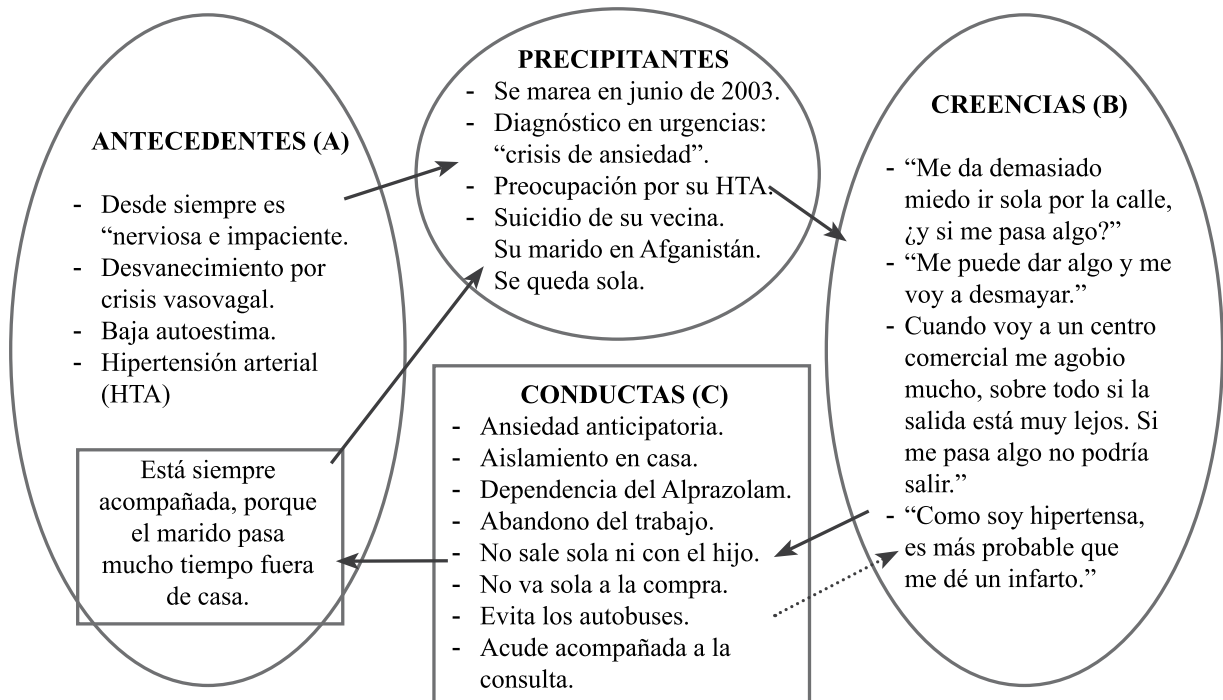 ANTECEDENTES (A)
- Desde siempre es
“nerviosa e impaciente.
- Desvanecimiento por
crisis vasovagal.
- Baja autoestima.
- Hipertensión arterial
(HTA)
Está siempre
acompañada, porque
el marido pasa
mucho tiempo fuera
de casa.
PRECIPITANTES
- Se marea en junio de 2003.
- Diagnóstico en urgencias:
“crisis de ansiedad”.
- Preocupación por su HTA.
- Suicidio de su vecina.
Su marido en Afganistán.
Se queda sola.
CREENCIAS (B)
- “Me da demasiado
miedo ir sola por la calle,
¿y si me pasa algo?”
- “Me puede dar algo y me
voy a desmayar.”
- Cuando voy a un centro
comercial me agobio
mucho, sobre todo si la
salida está muy lejos. Si
me pasa algo no podría
salir.”
- “Como soy hipertensa,
es más probable que
me dé un infarto.”
CONDUCTAS (C)
- Ansiedad anticipatoria.
- Aislamiento en casa.
- Dependencia del Alprazolam.
- Abandono del trabajo.
- No sale sola ni con el hijo.
- No va sola a la compra.
- Evita los autobuses.
- Acude acompañada a la
consulta.